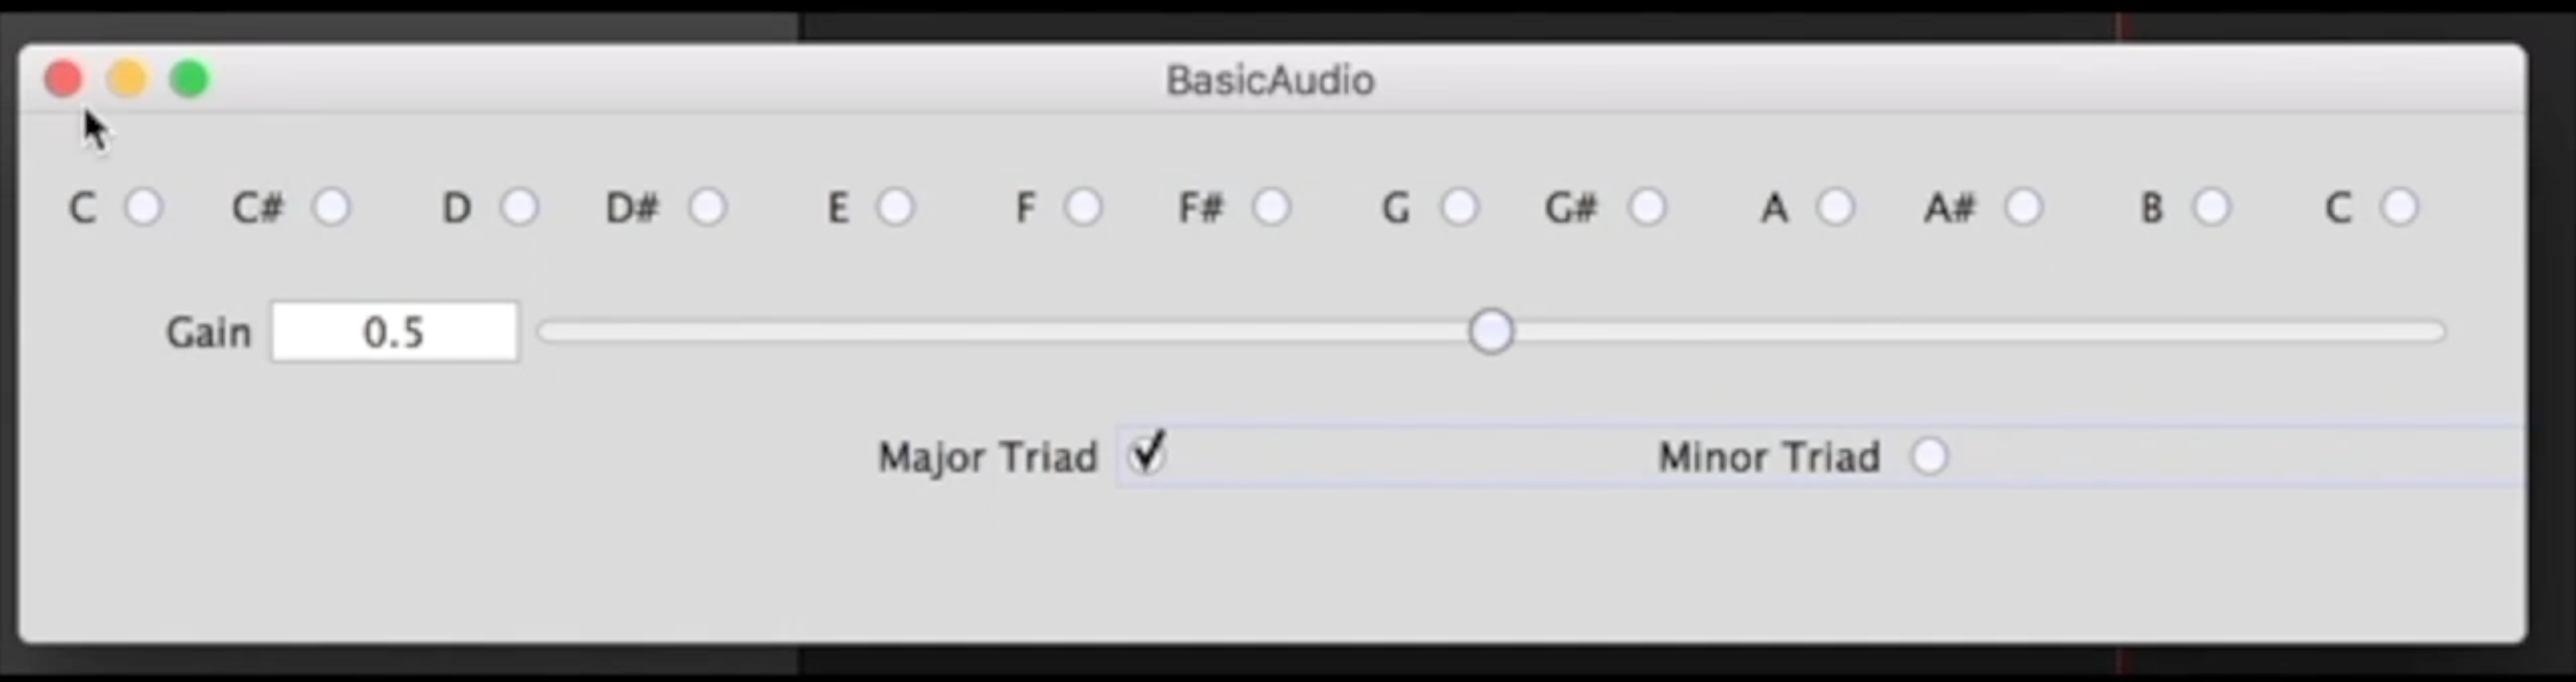 BasicAudio
C C# D D# E F F# G G# A A# B C
Gain 0.5
Major Triad Minor Triad